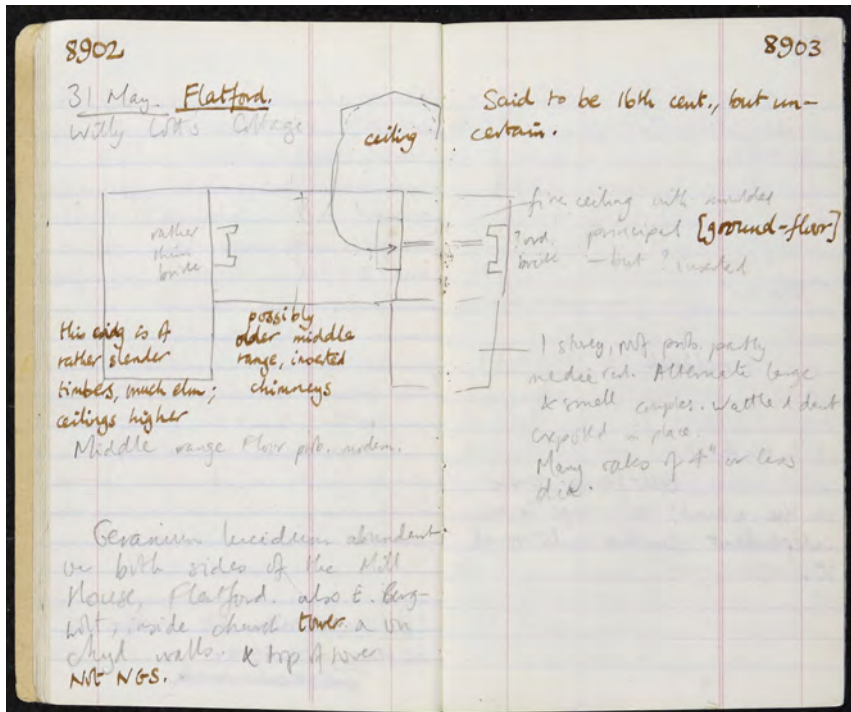 8902
31 May. Flatford.
Willy Lott's Cottage
ceiling
rather
thin
brick
this end is of
rather slender
timbers, much elm;
ceilings higher
possibly
older middle
range, inserted
chimneys
Middle range Floor prob. modern.
Geranium lucidum abundant
on both sides of the Mill
House, Flatford. also E. Berg-
holt, inside church tower. & on
chyd walls. & top of tower
Not NGS.
8903
Said to be 16th cent., but un-
certain.
fine ceiling with moulded
principal [ground-floor]
? ord.
brick — but ? inserted
1 storey, roof prob. partly
mediev. Alternate large
& small couples. Wattle & daub
exposed in place.
Many oaks of 4" or less
dia.